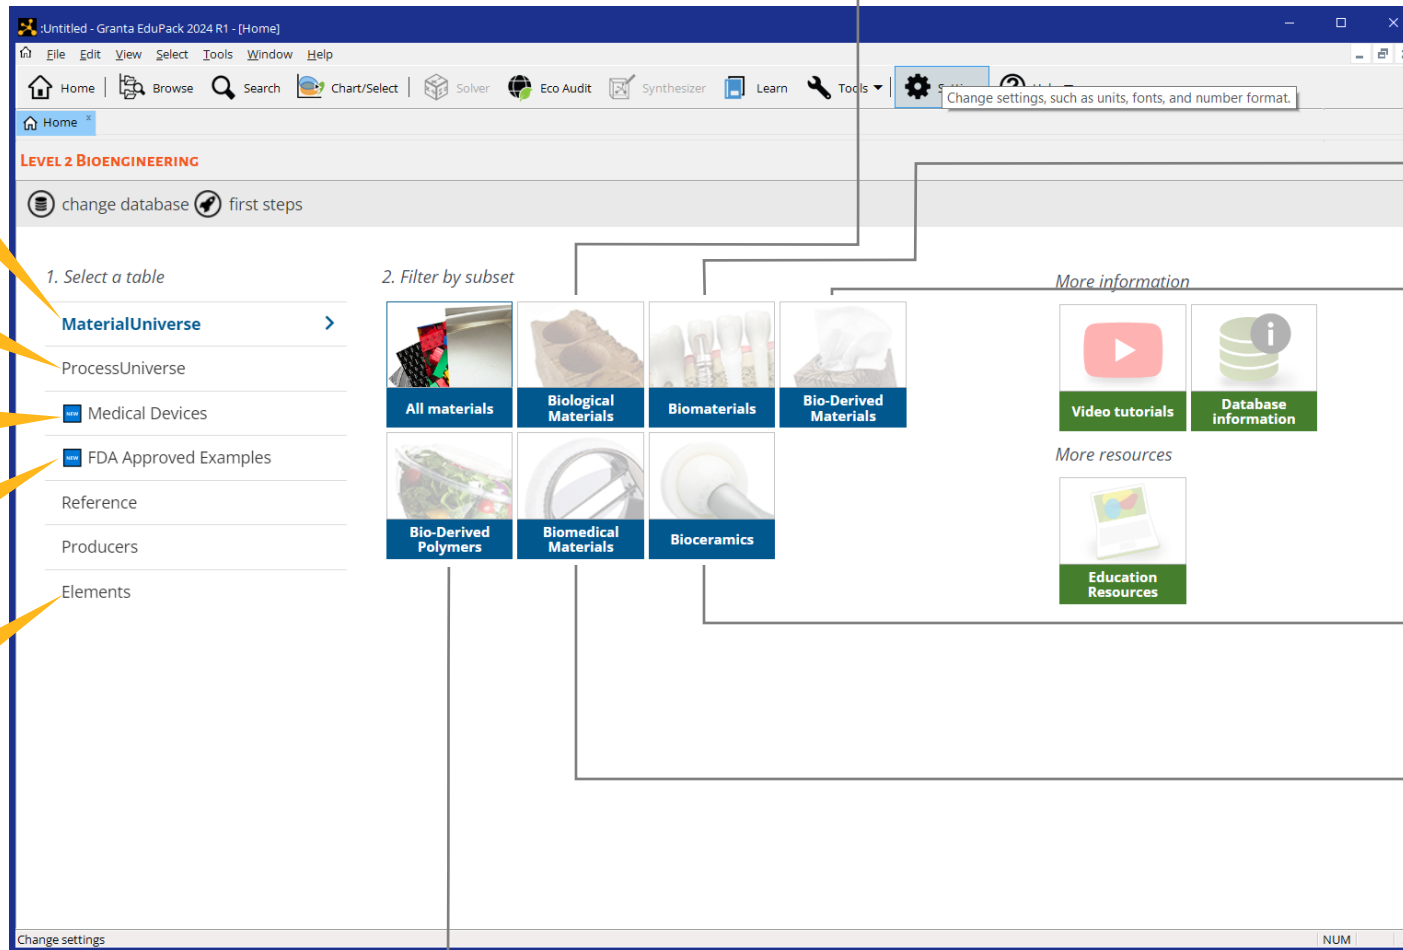 :Untitled - Granta EduPack 2024 R1 - [Home]
File Edit View Select Tools Window Help
Home Browse Search Chart/Select Solver Eco Audit Synthesizer Learn Tools
Change settings, such as units, fonts, and number format.
Home x
LEVEL 2 BIOENGINEERING
change database first steps
1. Select a table
MaterialUniverse
ProcessUniverse
NEW Medical Devices
NEW FDA Approved Examples
Reference
Producers
Elements
2. Filter by subset
All materials
Biological
Materials
Biomaterials
Bio-Derived
Materials
Bio-Derived
Polymers
Biomedical
Materials
Bioceramics
More information
Video tutorials
Database
information
More resources
Education
Resources
Change settings
NUM